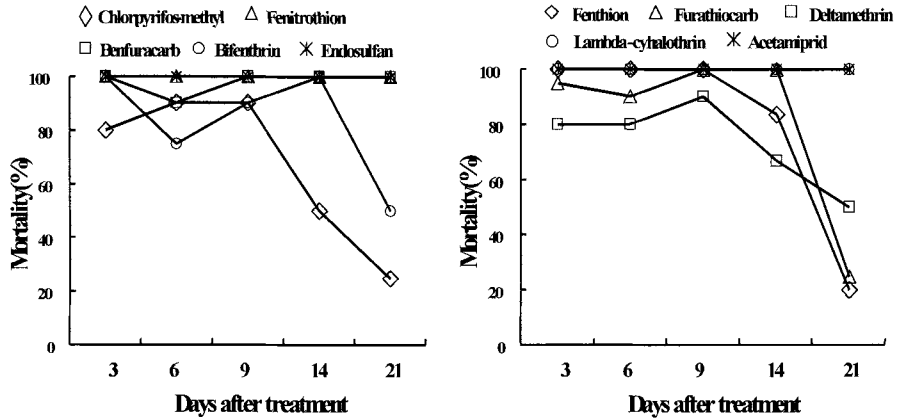 Chlorpyrifos-methyl Fenitrothion
Benfuracarb Bifenthrin Endosulfan
Mortality(%)
100
80
60
40
20
0
3 6 9 14 21
Days after treatment
Fenthion Furathiocarb Deltamethrin
Lambda-cyhalothrin Acetamiprid
Mortality(%)
100
80
60
40
20
0
3 6 9 14 21
Days after treatment